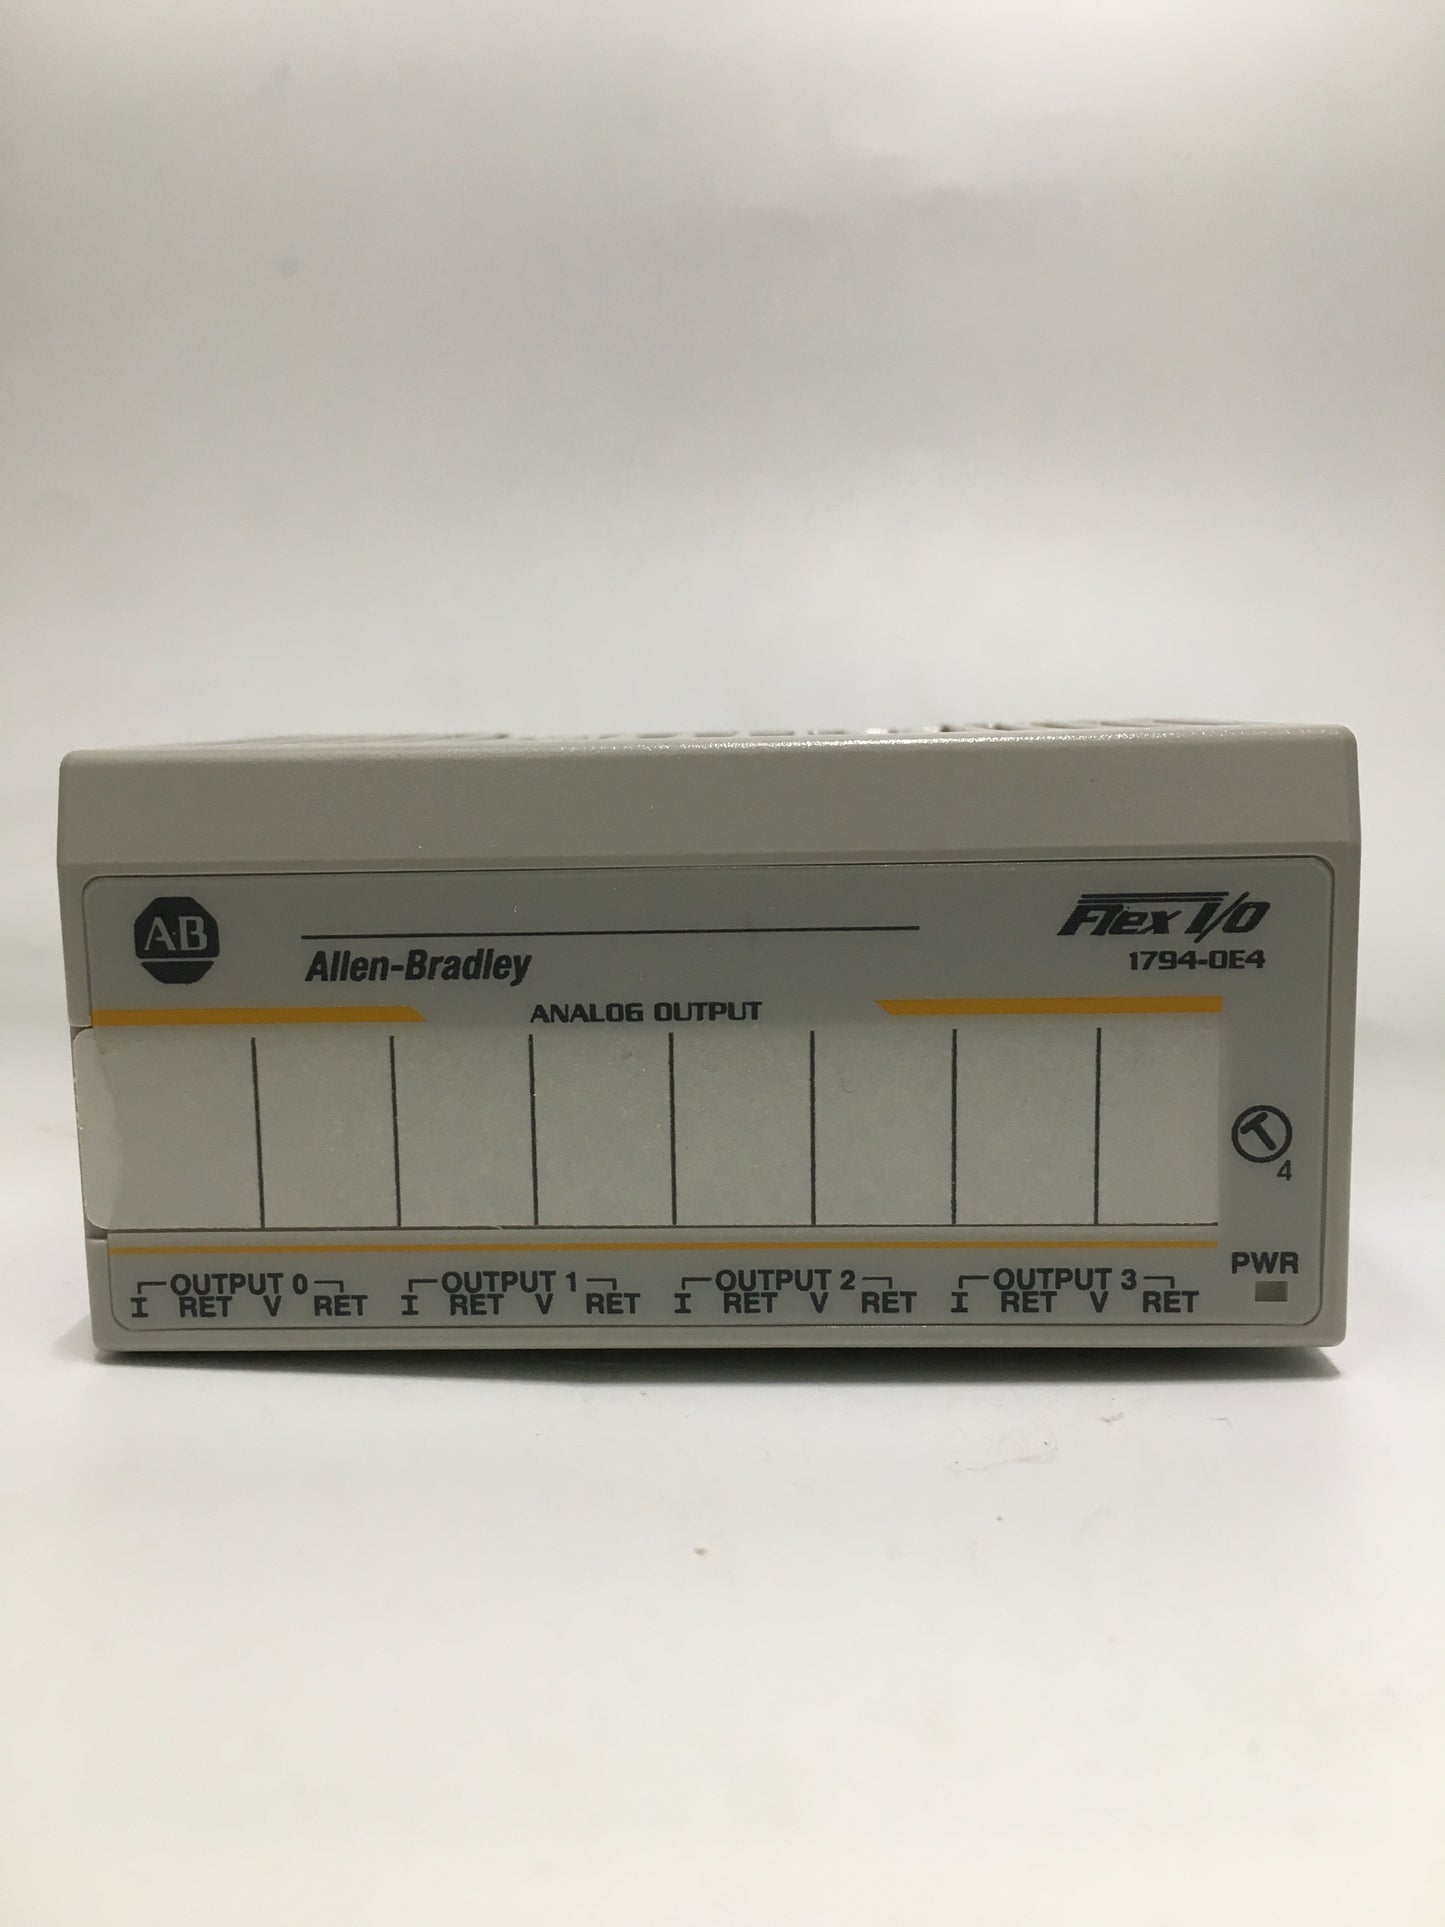 A·B
Allen-Bradley
Flex I/O
1794-OE4
ANALOG OUTPUT
4
PWR
OUTPUT 0 OUTPUT 1 OUTPUT 2 OUTPUT 3
I RET V RET I RET V RET I RET V RET I RET V RET